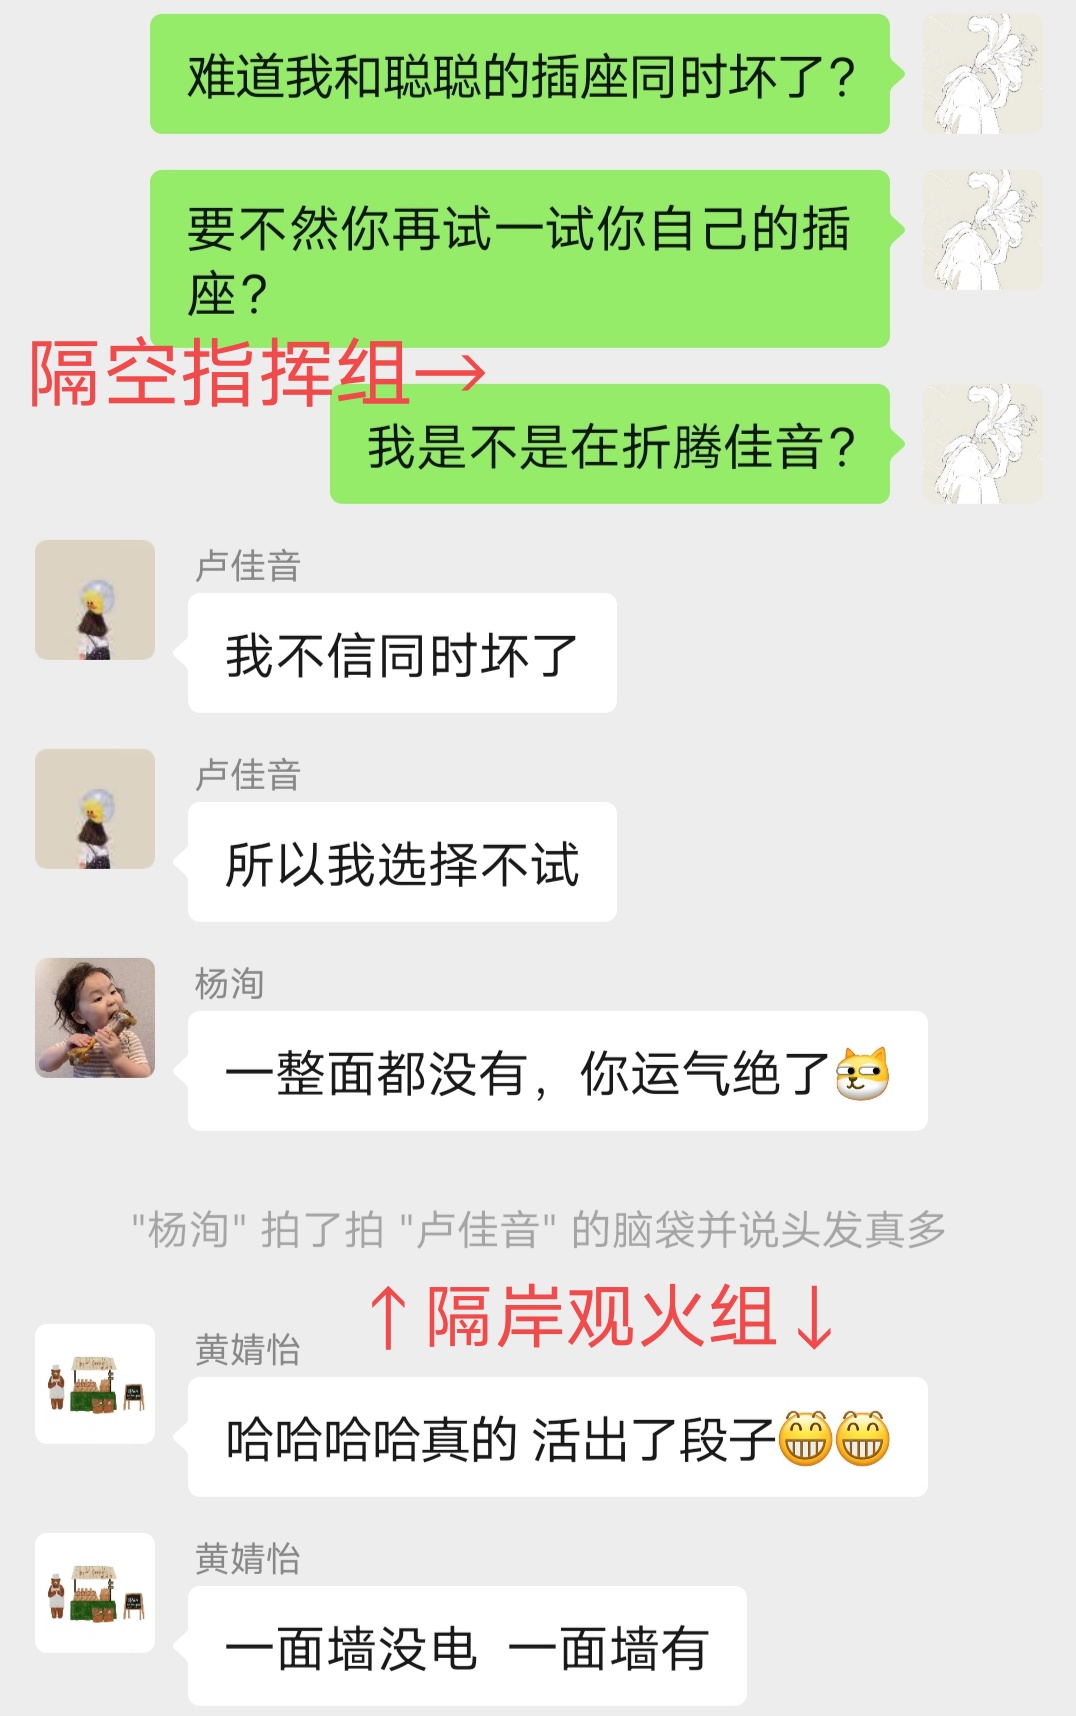 难道我和聪聪的插座同时坏了？
要不然你再试一试你自己的插
座？
隔空指挥组→
我是不是在折腾佳音？
卢佳音
我不信同时坏了
卢佳音
所以我选择不试
杨洵
一整面都没有，你运气绝了
"杨洵" 拍了拍 "卢佳音" 的脑袋并说头发真多
↑隔岸观火组↓
黄婧怡
哈哈哈哈真的 活出了段子
黄婧怡
一面墙没电 一面墙有